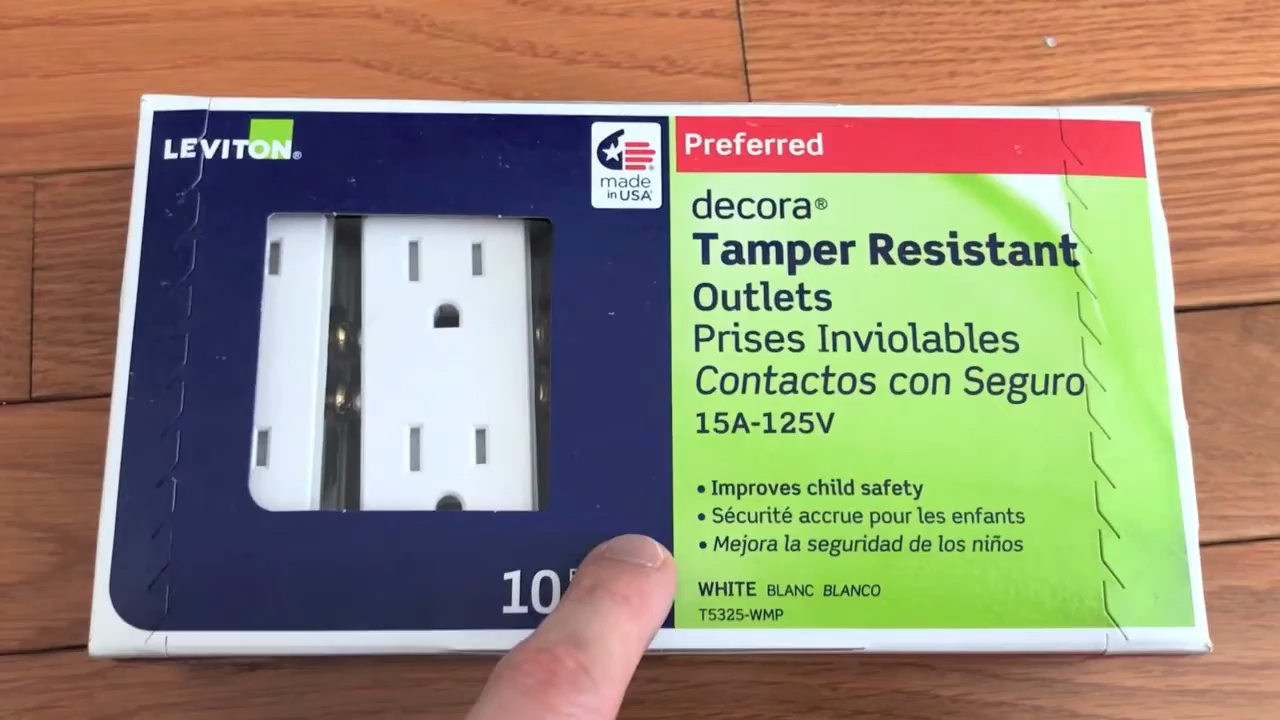 LEVITON®
made
in USA
Preferred
decora®
Tamper Resistant
Outlets
Prises Inviolables
Contactos con Seguro
15A-125V
• Improves child safety
• Sécurité accrue pour les enfants
• Mejora la seguridad de los niños
10
WHITE BLANC BLANCO
T5325-WMP